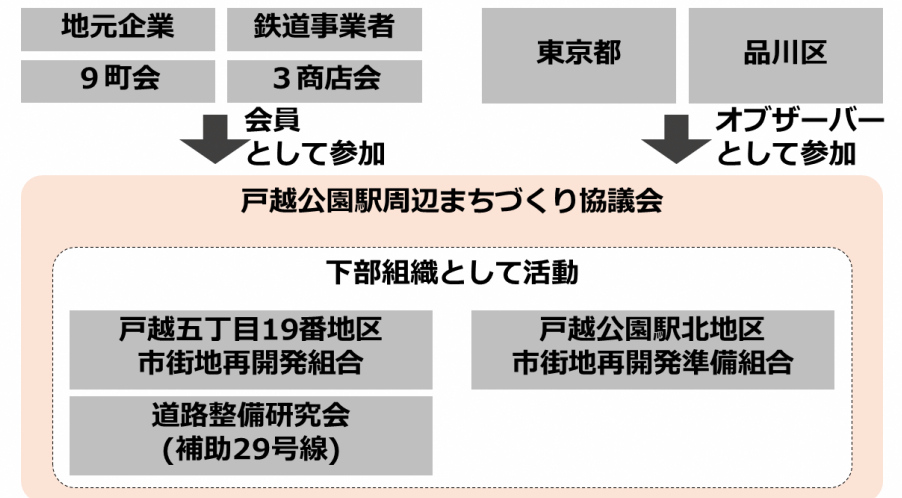 地元企業
鉄道事業者
9町会
3商店会
東京都
品川区
会員
として参加
オブザーバー
として参加
戸越公園駅周辺まちづくり協議会
下部組織として活動
戸越五丁目19番地区
市街地再開発組合
戸越公園駅北地区
市街地再開発準備組合
道路整備研究会
(補助29号線)